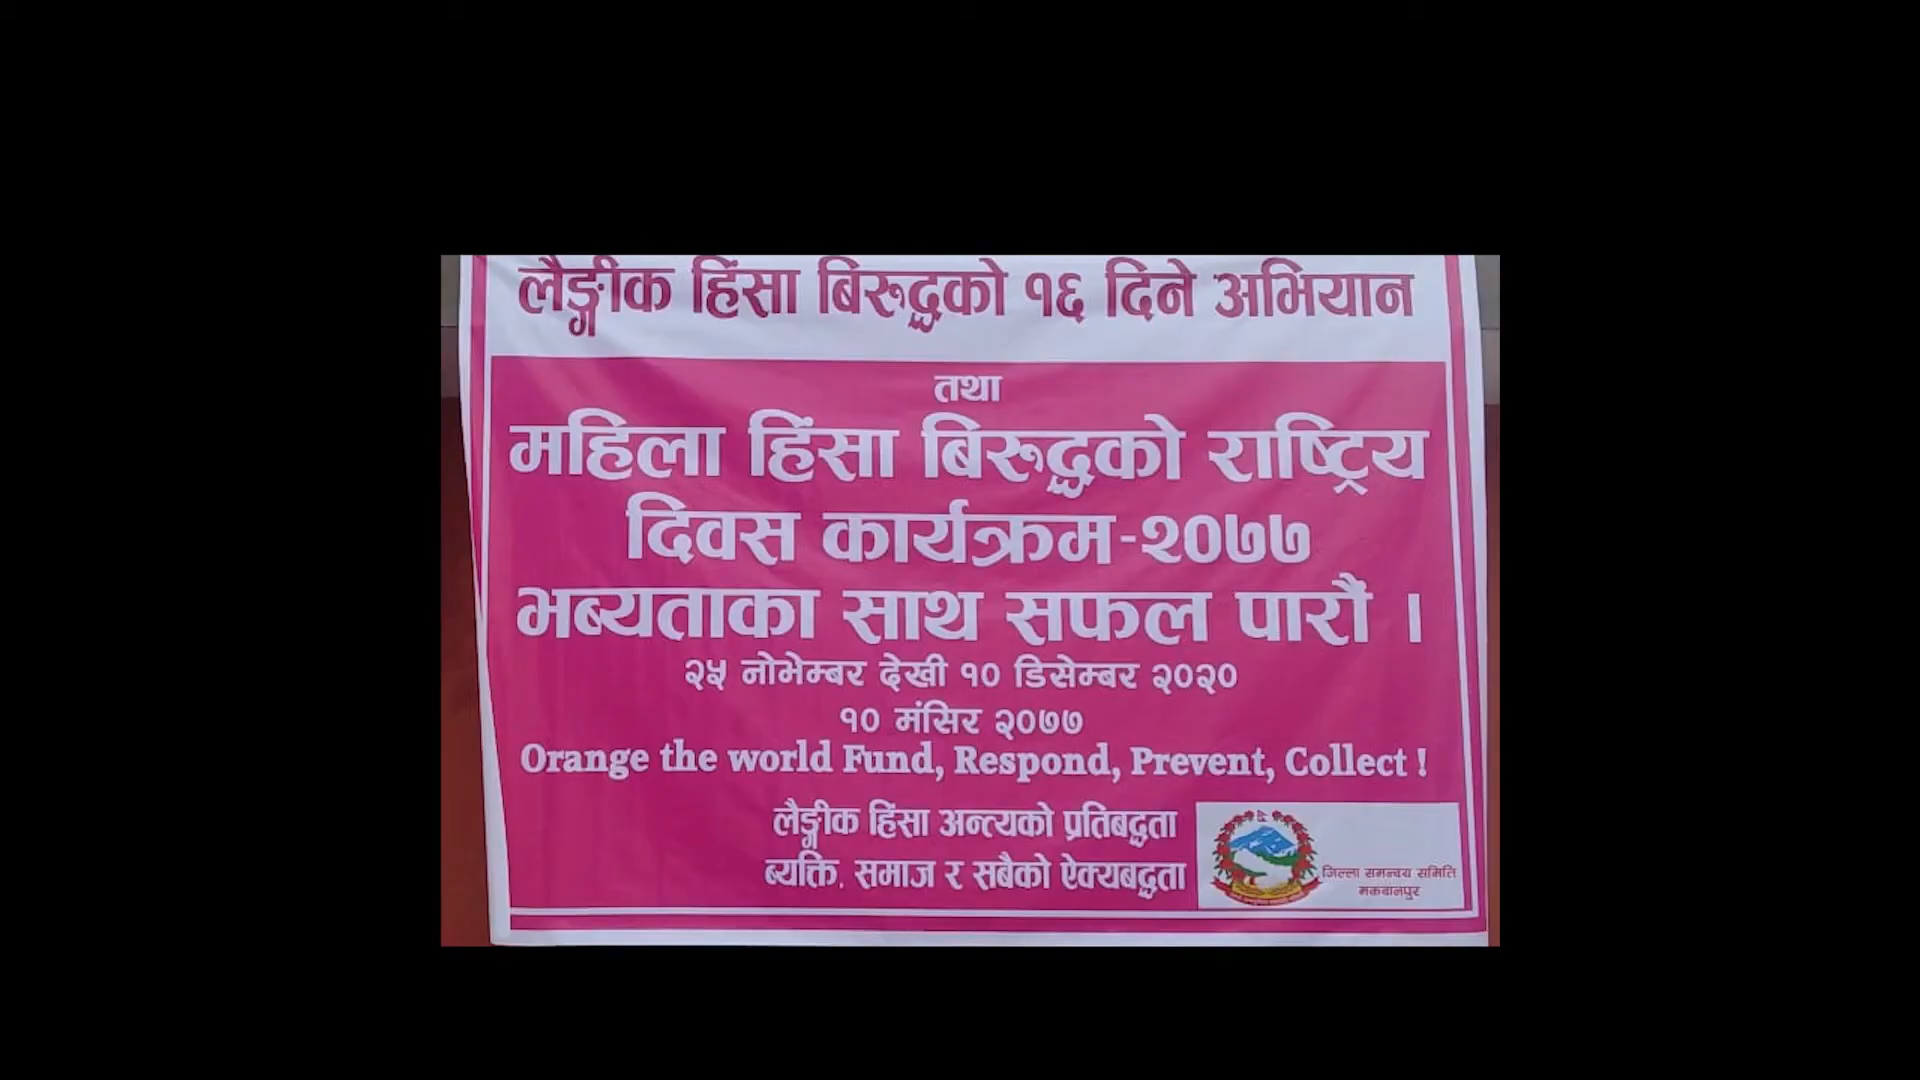 लैङ्गीक हिंसा बिरुद्धको १६ दिने अभियान
तथा
महिला हिंसा बिरुद्धको राष्ट्रिय
दिवस कार्यक्रम-२०७७
भब्यताका साथ सफल पारौं ।
२५ नोभेम्बर देखी १० डिसेम्बर २०२०
१० मंसिर २०७७
Orange the world Fund, Respond, Prevent, Collect !
लैङ्गीक हिंसा अन्त्यको प्रतिबद्धता
ब्यक्ति, समाज र सबैको ऐक्यबद्धता
जिल्ला समन्वय समिति
मकवानपुर